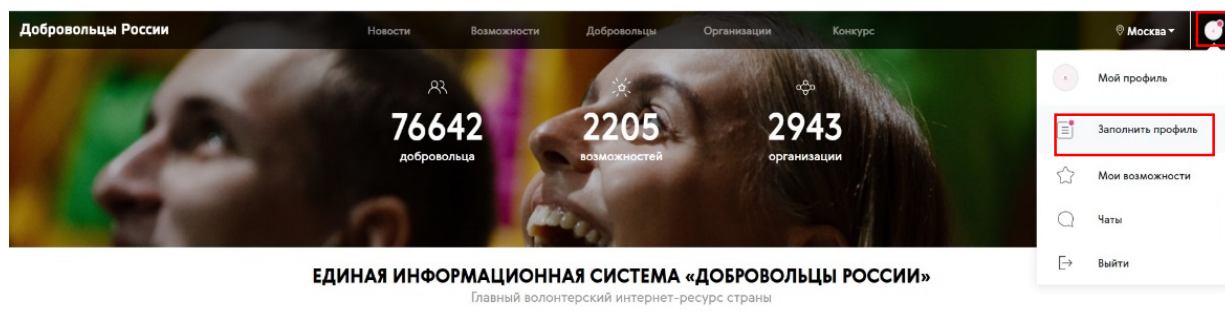 Добровольцы России
Новости Возможности Добровольцы Организации Конкурс
Москва
76642
добровольца
2205
возможностей
2943
организации
Мой профиль
Заполнить профиль
Мои возможности
Чаты
Выйти
ЕДИНАЯ ИНФОРМАЦИОННАЯ СИСТЕМА «ДОБРОВОЛЬЦЫ РОССИИ»
Главный волонтерский интернет-ресурс страны